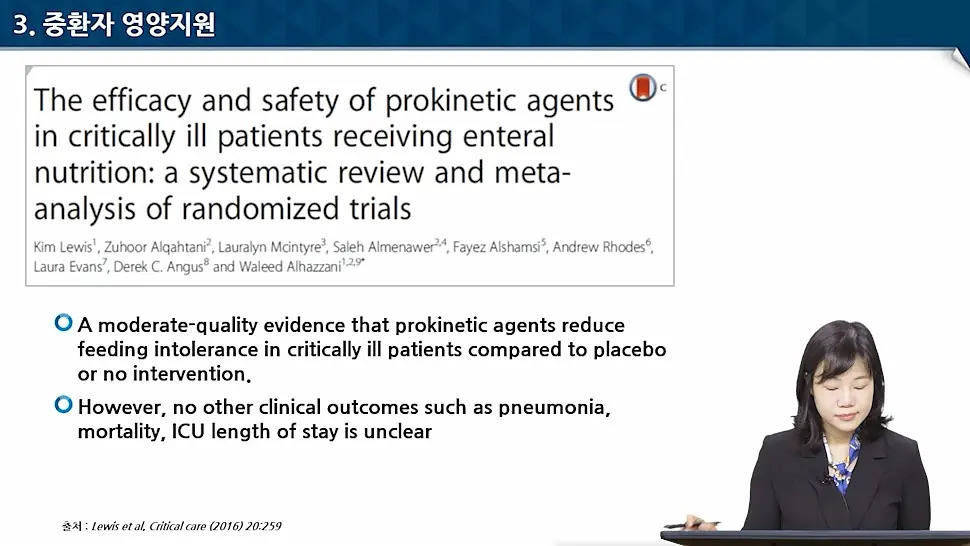 3. 중환자 영양지원
The efficacy and safety of prokinetic agents
in critically ill patients receiving enteral
nutrition: a systematic review and meta-
analysis of randomized trials
C
Kim Lewis1, Zuhoor Alqahtani2, Lauralyn Mcintyre3, Saleh Almenawer2,4, Fayez Alshamsi5, Andrew Rhodes6,
Laura Evans7, Derek C. Angus8 and Waleed Alhazzani1,2,9*
A moderate-quality evidence that prokinetic agents reduce
feeding intolerance in critically ill patients compared to placebo
or no intervention.
However, no other clinical outcomes such as pneumonia,
mortality, ICU length of stay is unclear
출처 : Lewis et al, Critical care (2016) 20:259